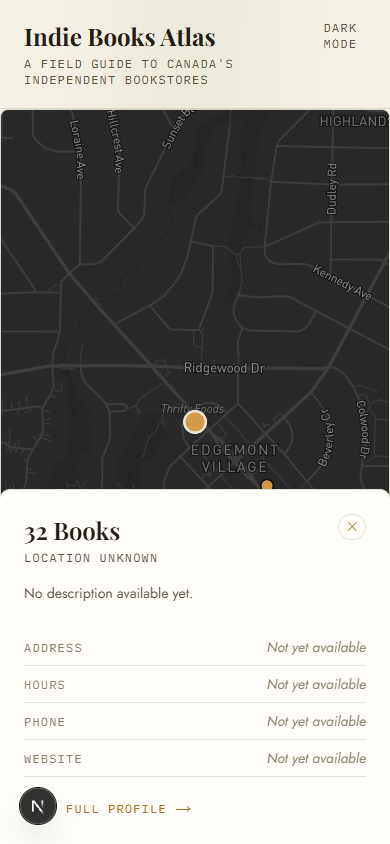 Indie Books Atlas
DARK
MODE
A FIELD GUIDE TO CANADA'S
INDEPENDENT BOOKSTORES
Loraine Ave
Hillcrest Ave
HIGHLANDS
Dudley Rd
Kennedy Ave
Ridgewood Dr
Thrifty Foods
EDGEMONT
VILLAGE
Beverley Cr
Colwood Dr
32 Books
×
LOCATION UNKNOWN
No description available yet.
ADDRESS Not yet available
HOURS Not yet available
PHONE Not yet available
WEBSITE Not yet available
N
FULL PROFILE →